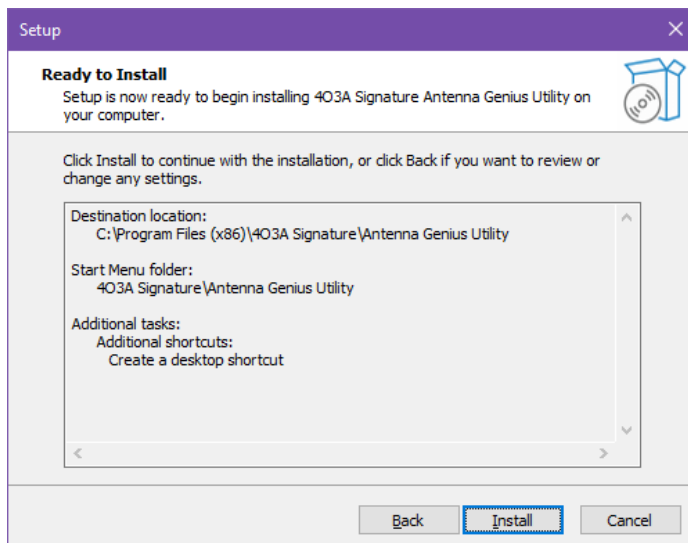 Setup
Ready to Install
Setup is now ready to begin installing 4O3A Signature Antenna Genius Utility on
your computer.
Click Install to continue with the installation, or click Back if you want to review or
change any settings.
Destination location:
C:\Program Files (x86)\4O3A Signature\Antenna Genius Utility
Start Menu folder:
4O3A Signature\Antenna Genius Utility
Additional tasks:
Additional shortcuts:
Create a desktop shortcut
Back
Install
Cancel